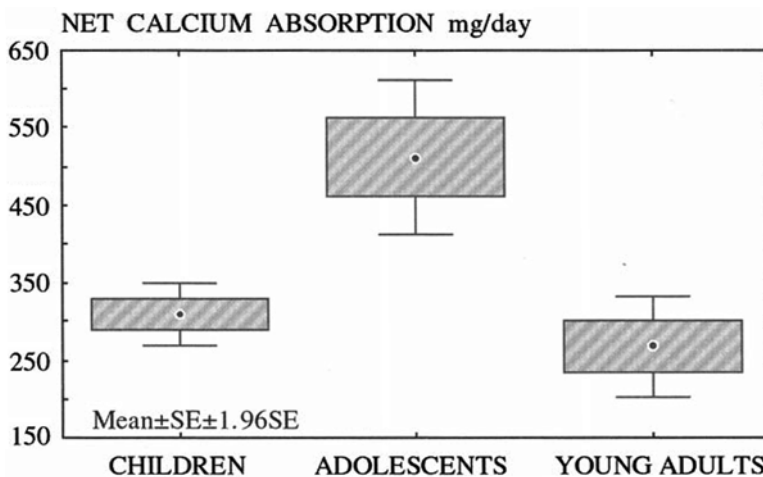 NET CALCIUM ABSORPTION mg/day
650
550
450
350
250
150
Mean±SE±1.96SE
CHILDREN ADOLESCENTS YOUNG ADULTS